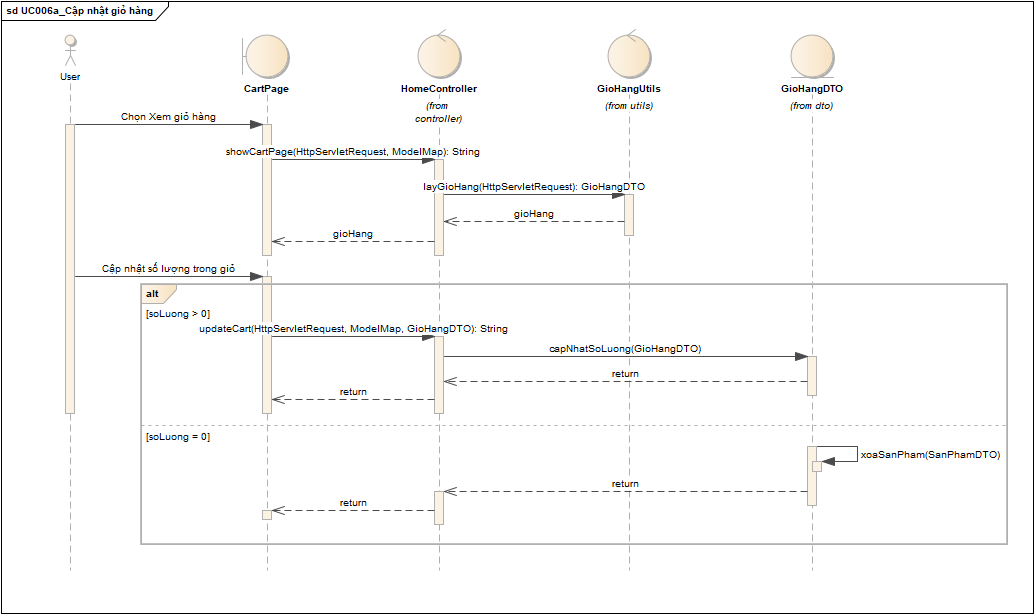 sd UC006a_Cập nhật giỏ hàng
User
CartPage
HomeController
(from
controller)
GioHangUtils
(from utils)
GioHangDTO
(from dto)
Chọn Xem giỏ hàng
showCartPage(HttpServletRequest, ModelMap): String
layGioHang(HttpServletRequest): GioHangDTO
gioHang
gioHang
Cập nhật số lượng trong giỏ
alt
[soLuong > 0]
updateCart(HttpServletRequest, ModelMap, GioHangDTO): String
capNhatSoLuong(GioHangDTO)
return
return
[soLuong = 0]
xoaSanPham(SanPhamDTO)
return
return